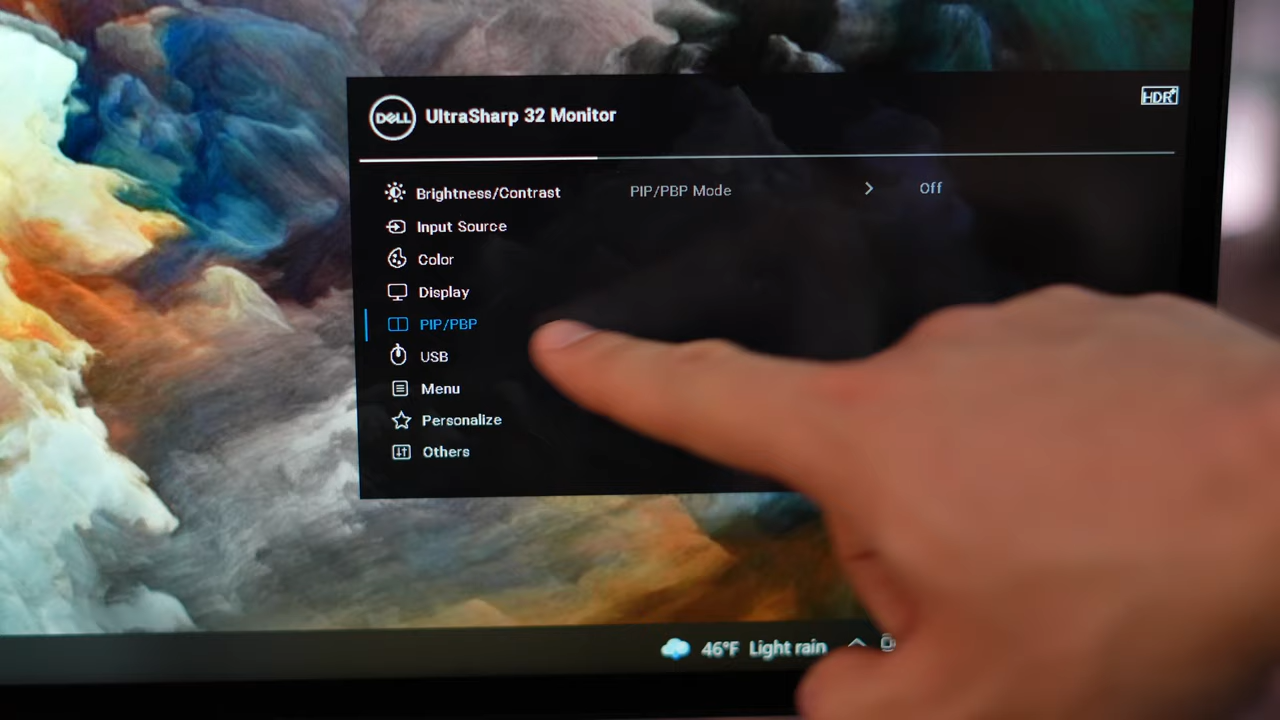 DELL UltraSharp 32 Monitor HDR+
Brightness/Contrast PIP/PBP Mode Off
Input Source
Color
Display
PIP/PBP
USB
Menu
Personalize
Others
46°F Light rain